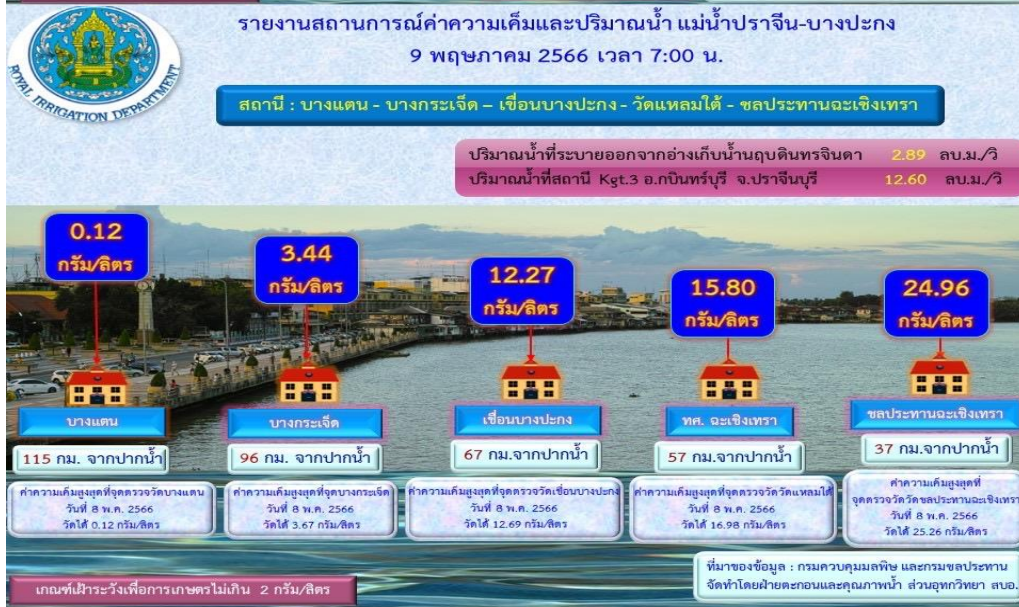 รายงานสถานการณ์ค่าความเค็มและปริมาณน้ำ แม่น้ำปราจีน-บางปะกง
9 พฤษภาคม 2566 เวลา 7:00 น.
ROYAL IRRIGATION DEPARTMENT
สถานี : บางแตน - บางกระเจ็ด – เขื่อนบางปะกง - วัดแหลมใต้ - ชลประทานฉะเชิงเทรา
ปริมาณน้ำที่ระบายออกจากอ่างเก็บน้ำนฤบดินทรจินดา 2.89 ลบ.ม./วิ
ปริมาณน้ำที่สถานี Kgt.3 อ.กบินทร์บุรี จ.ปราจีนบุรี 12.60 ลบ.ม./วิ
0.12
กรัม/ลิตร
3.44
กรัม/ลิตร
12.27
กรัม/ลิตร
15.80
กรัม/ลิตร
24.96
กรัม/ลิตร
บางแตน
บางกระเจ็ด
เขื่อนบางปะกง
ทศ. ฉะเชิงเทรา
ชลประทานฉะเชิงเทรา
115 กม. จากปากน้ำ
96 กม. จากปากน้ำ
67 กม.จากปากน้ำ
57 กม.จากปากน้ำ
37 กม.จากปากน้ำ
ค่าความเค็มสูงสุดที่จุดตรวจวัดบางแตน
วันที่ 8 พ.ค. 2566
วัดได้ 0.12 กรัม/ลิตร
ค่าความเค็มสูงสุดที่จุดบางกระเจ็ด
วันที่ 8 พ.ค. 2566
วัดได้ 3.67 กรัม/ลิตร
ค่าความเค็มสูงสุดที่จุดตรวจวัดเขื่อนบางปะกง
วันที่ 8 พ.ค. 2566
วัดได้ 12.69 กรัม/ลิตร
ค่าความเค็มสูงสุดที่จุดตรวจวัดวัดแหลมใต้
วันที่ 8 พ.ค. 2566
วัดได้ 16.98 กรัม/ลิตร
ค่าความเค็มสูงสุดที่
จุดตรวจวัดวัดชลประทานฉะเชิงเทรา
วันที่ 8 พ.ค. 2566
วัดได้ 25.26 กรัม/ลิตร
ที่มาของข้อมูล : กรมควบคุมมลพิษ และกรมชลประทาน
จัดทำโดยฝ่ายตะกอนและคุณภาพน้ำ ส่วนอุทกวิทยา สบอ.
เกณฑ์เฝ้าระวังเพื่อการเกษตรไม่เกิน 2 กรัม/ลิตร